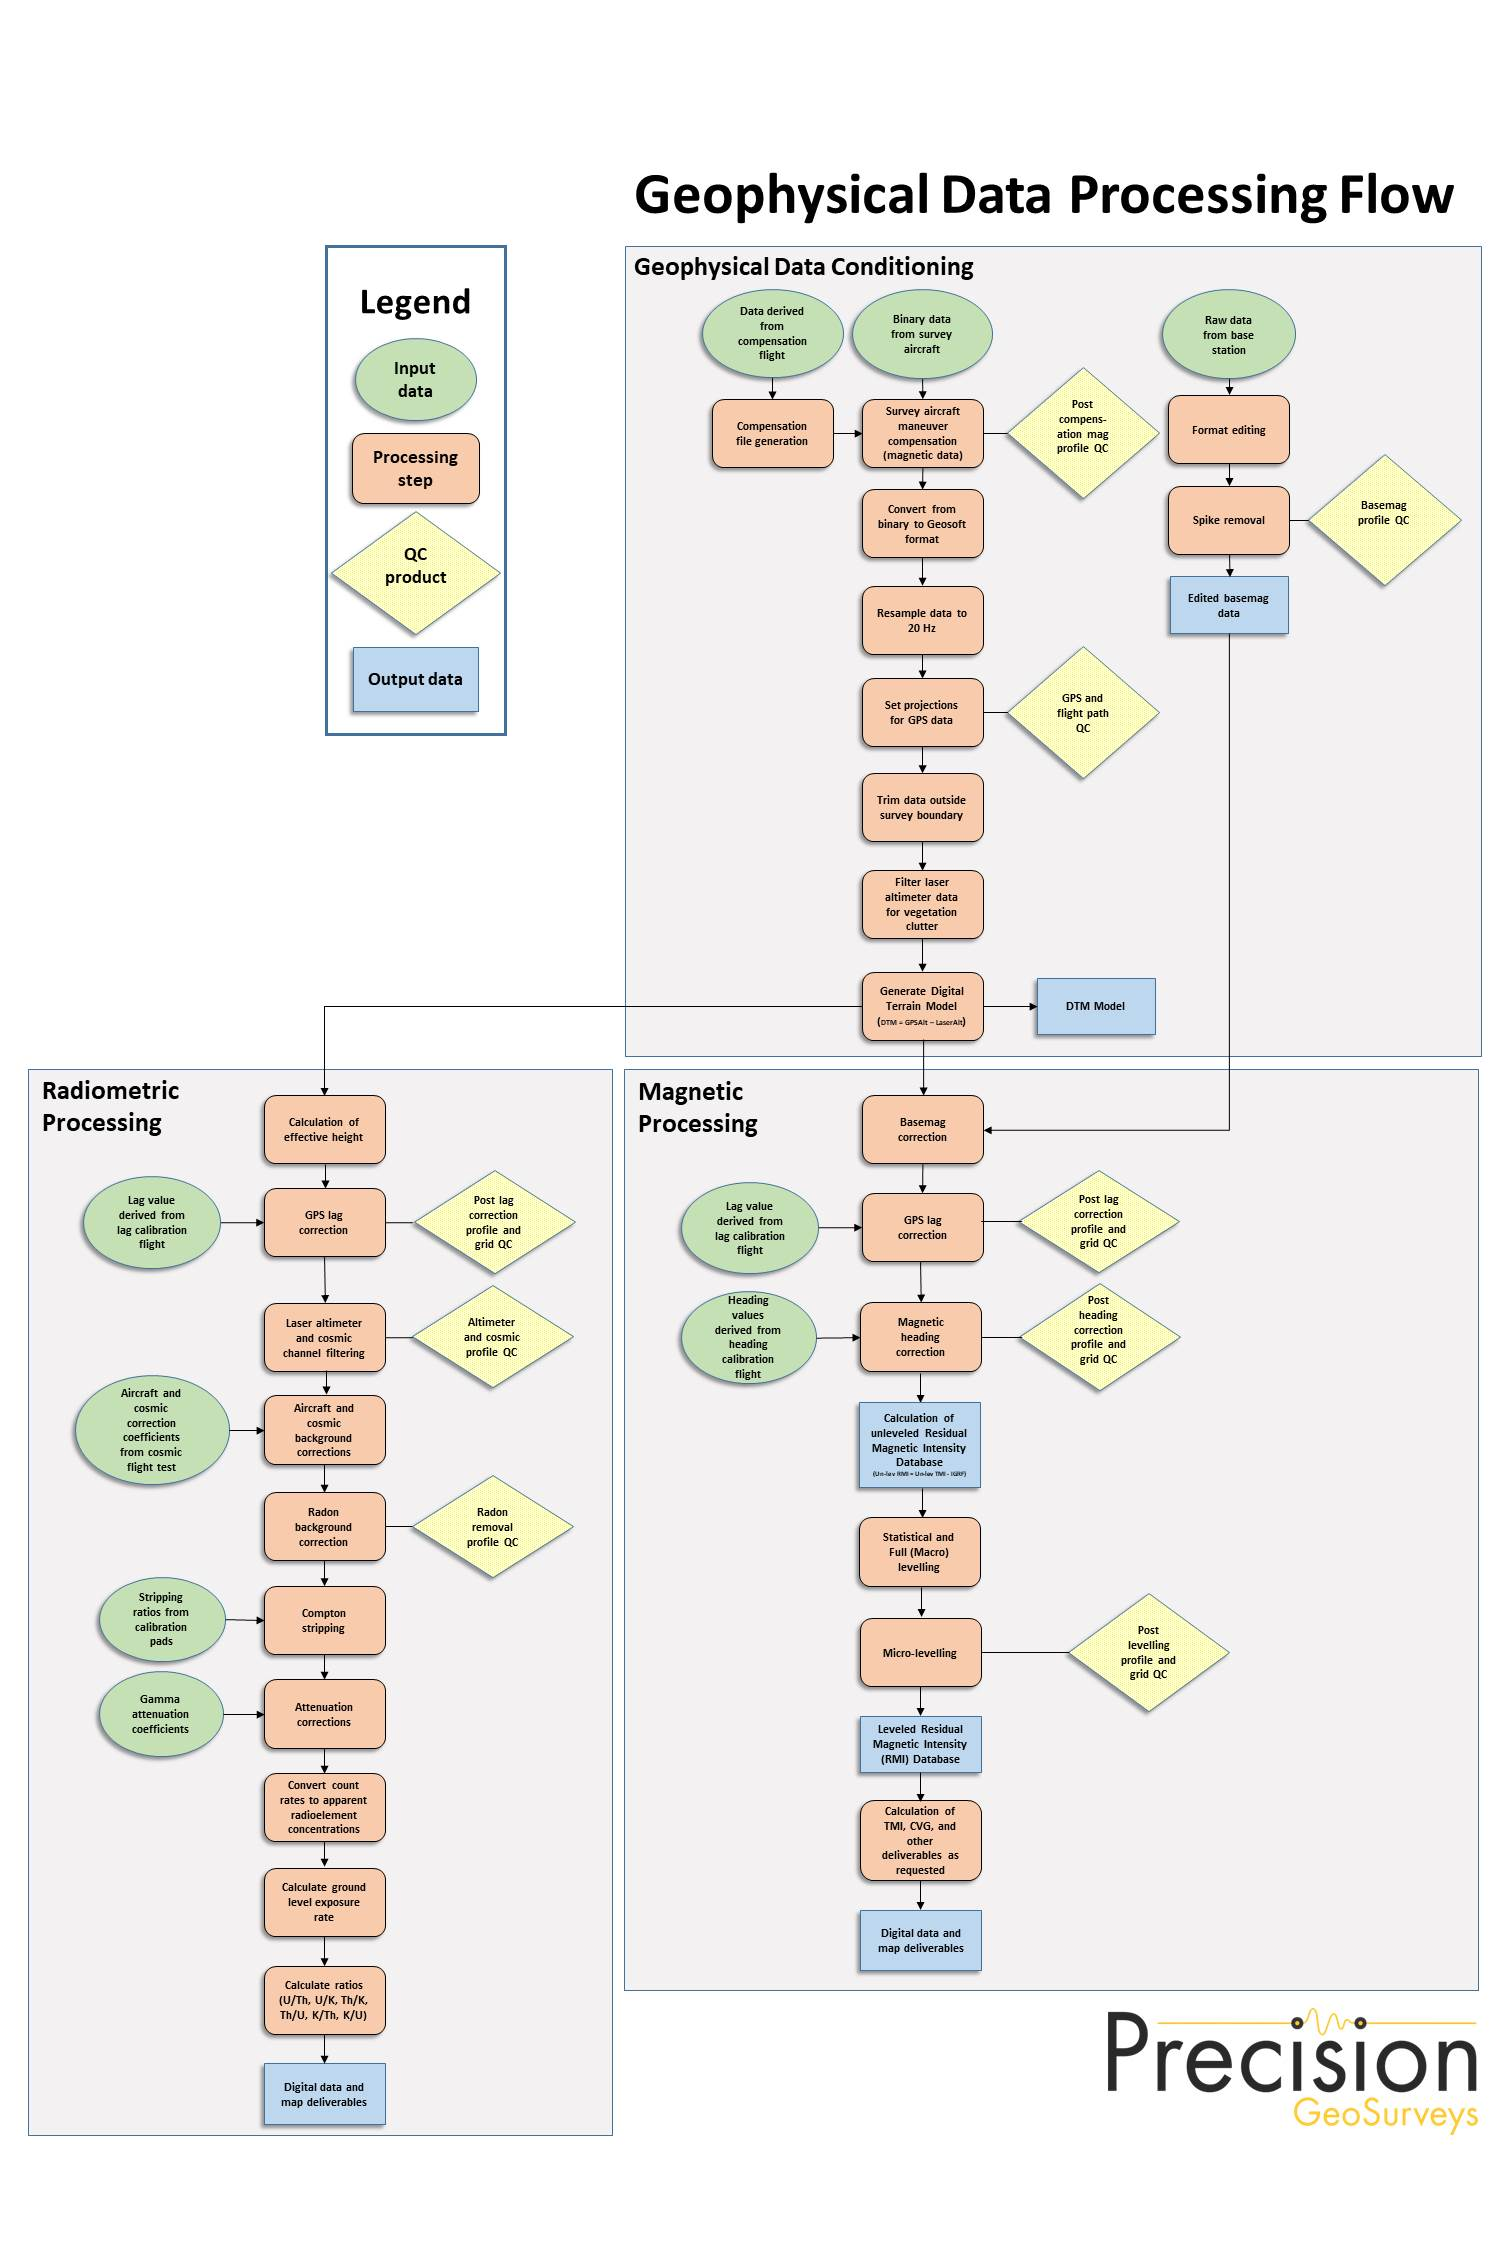 Geophysical Data Processing Flow
Legend
Input
data
Processing
step
QC
product
Output data
Geophysical Data Conditioning
Data derived
from
compensation
flight
Binary data
from survey
aircraft
Raw data
from base
station
Compensation
file generation
Survey aircraft
maneuver
compensation
(magnetic data)
Post
compens-
ation mag
profile QC
Format editing
Convert from
binary to Geosoft
format
Spike removal
Basemag
profile QC
Resample data to
20 Hz
Edited basemag
data
Set projections
for GPS data
GPS and
flight path
QC
Trim data outside
survey boundary
Filter laser
altimeter data
for vegetation
clutter
Generate Digital
Terrain Model
(DTM = GPSAlt – LaserAlt)
DTM Model
Radiometric
Processing
Calculation of
effective height
Lag value
derived from
lag calibration
flight
GPS lag
correction
Post lag
correction
profile and
grid QC
Laser altimeter
and cosmic
channel filtering
Altimeter
and cosmic
profile QC
Aircraft and
cosmic
correction
coefficients
from cosmic
flight test
Aircraft and
cosmic
background
corrections
Radon
background
correction
Radon
removal
profile QC
Stripping
ratios from
calibration
pads
Compton
stripping
Gamma
attenuation
coefficients
Attenuation
corrections
Convert count
rates to apparent
radioelement
concentrations
Calculate ground
level exposure
rate
Calculate ratios
(U/Th, U/K, Th/K,
Th/U, K/Th, K/U)
Digital data and
map deliverables
Magnetic
Processing
Basemag
correction
Lag value
derived from
lag calibration
flight
GPS lag
correction
Post lag
correction
profile and
grid QC
Heading
values
derived from
heading
calibration
flight
Magnetic
heading
correction
Post
heading
correction
profile and
grid QC
Calculation of
unleveled Residual
Magnetic Intensity
Database
(Un-lev RMI = Un-lev TMI - IGRF)
Statistical and
Full (Macro)
levelling
Micro-levelling
Post
levelling
profile and
grid QC
Leveled Residual
Magnetic Intensity
(RMI) Database
Calculation of
TMI, CVG, and
other
deliverables as
requested
Digital data and
map deliverables
Precision
GeoSurveys